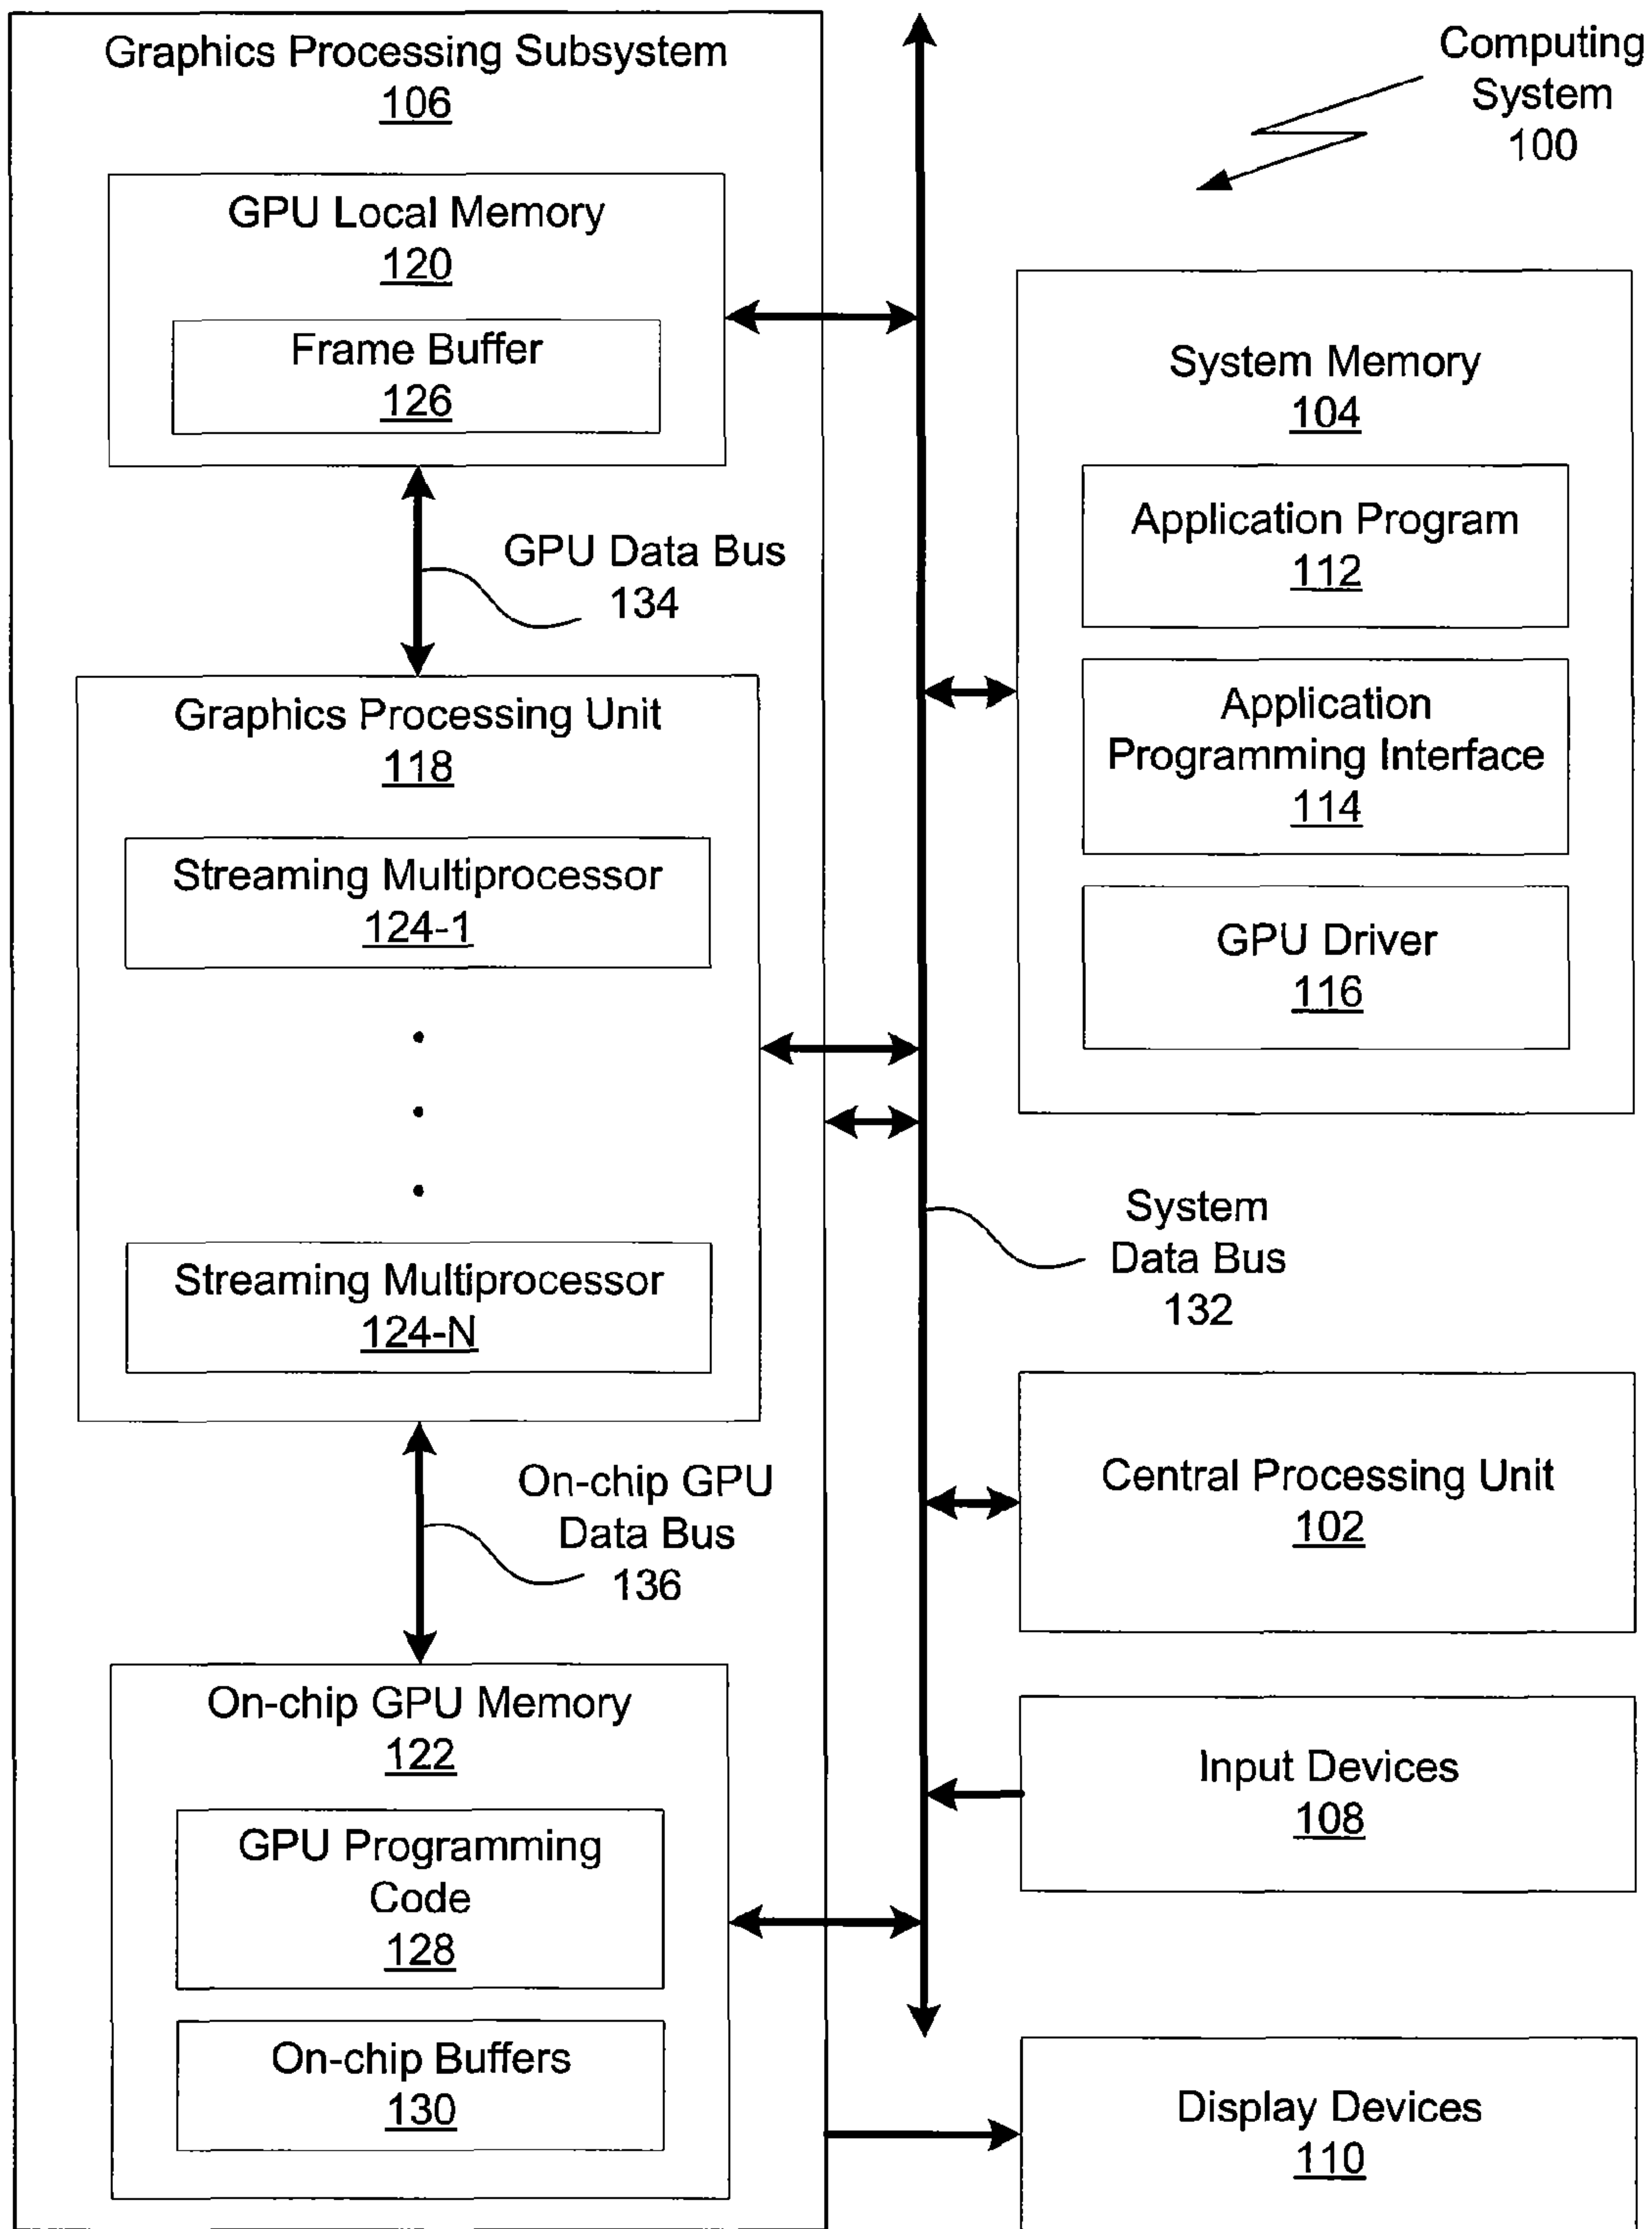 Graphics Processing Subsystem
106
GPU Local Memory
120
Frame Buffer
126
GPU Data Bus
134
Graphics Processing Unit
118
Streaming Multiprocessor
124-1
Streaming Multiprocessor
124-N
On-chip GPU
Data Bus
136
On-chip GPU Memory
122
GPU Programming
Code
128
On-chip Buffers
130
Computing
System
100
System Memory
104
Application Program
112
Application
Programming Interface
114
GPU Driver
116
System
Data Bus
132
Central Processing Unit
102
Input Devices
108
Display Devices
110